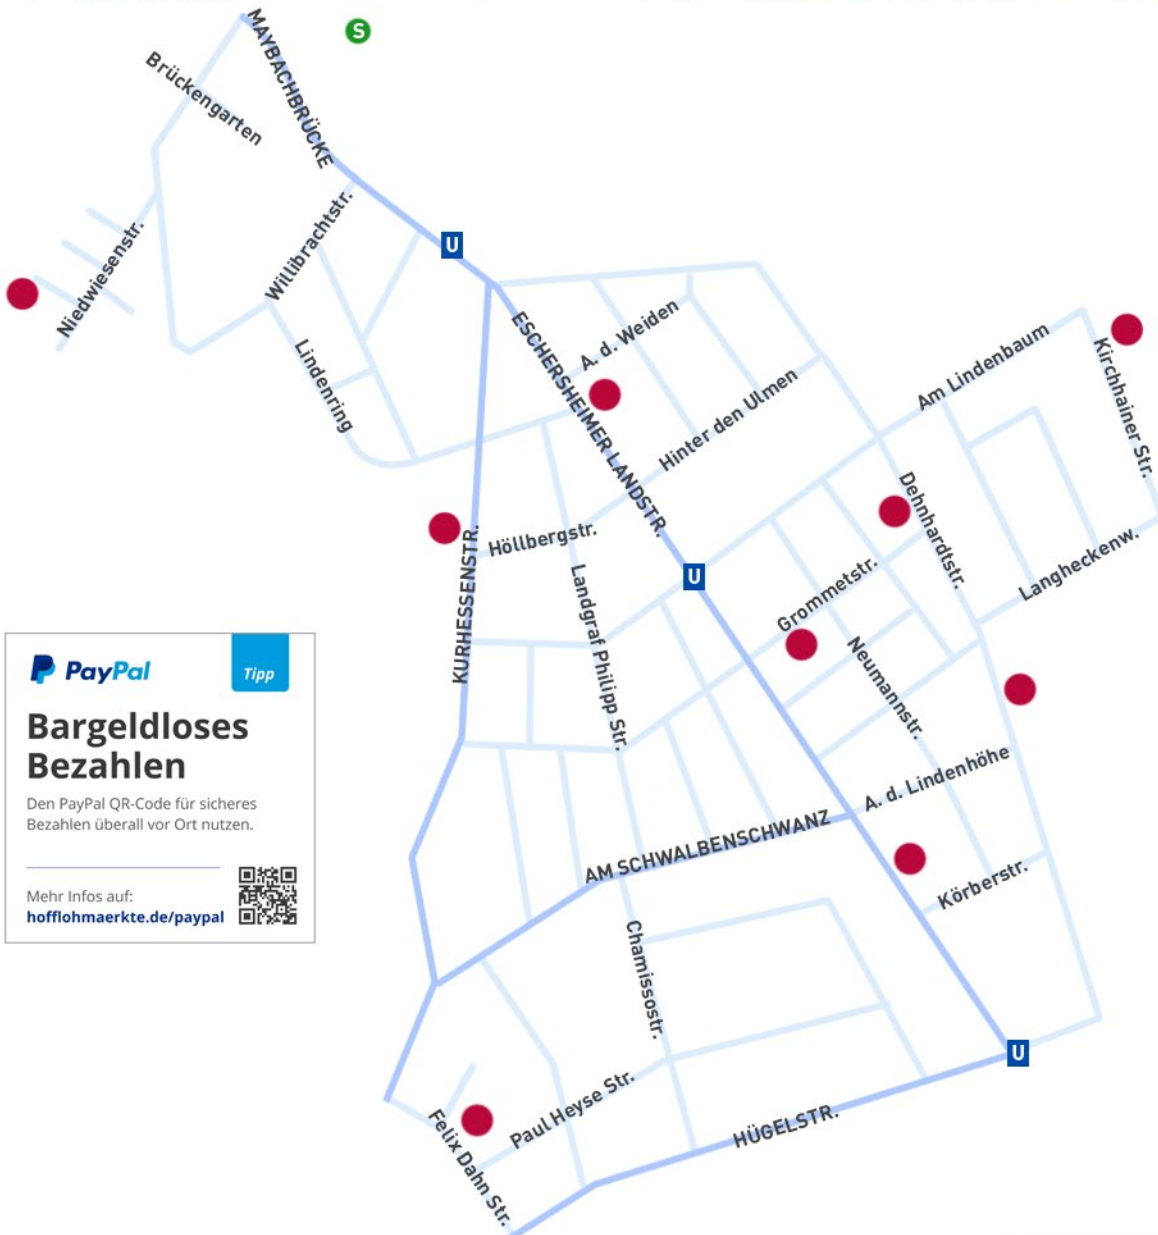 S
MAYBACHBRÜCKE
Brückengarten
Willibrachtstr.
Niedwiesenstr.
U
Lindenring
ESCHERSHEIMER LANDSTR.
A. d. Weiden
Hinter den Ulmen
Am Lindenbaum
Kirchhainer Str.
Dehnhardtstr.
Langheckenw.
KURHESSENSTR.
Höllbergstr.
Landgraf Philipp Str.
U
Grommetstr.
Neumannstr.
A. d. Lindenhöhe
AM SCHWALBENSCHWANZ
Körberstr.
Chamissostr.
U
Paul Heyse Str.
HÜGELSTR.
Felix Dahn Str.
PayPal
Tipp
Bargeldloses
Bezahlen
Den PayPal QR-Code für sicheres
Bezahlen überall vor Ort nutzen.
Mehr Infos auf:
hofflohmaerkte.de/paypal